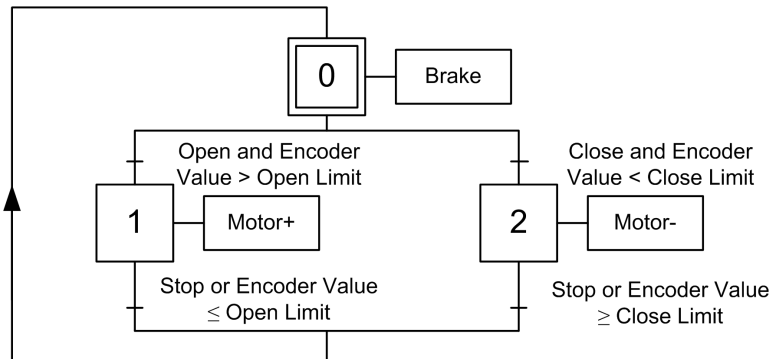 0
Brake
Open and Encoder
Value > Open Limit
Close and Encoder
Value < Close Limit
1
Motor+
2
Motor-
Stop or Encoder Value
≤ Open Limit
Stop or Encoder Value
≥ Close Limit